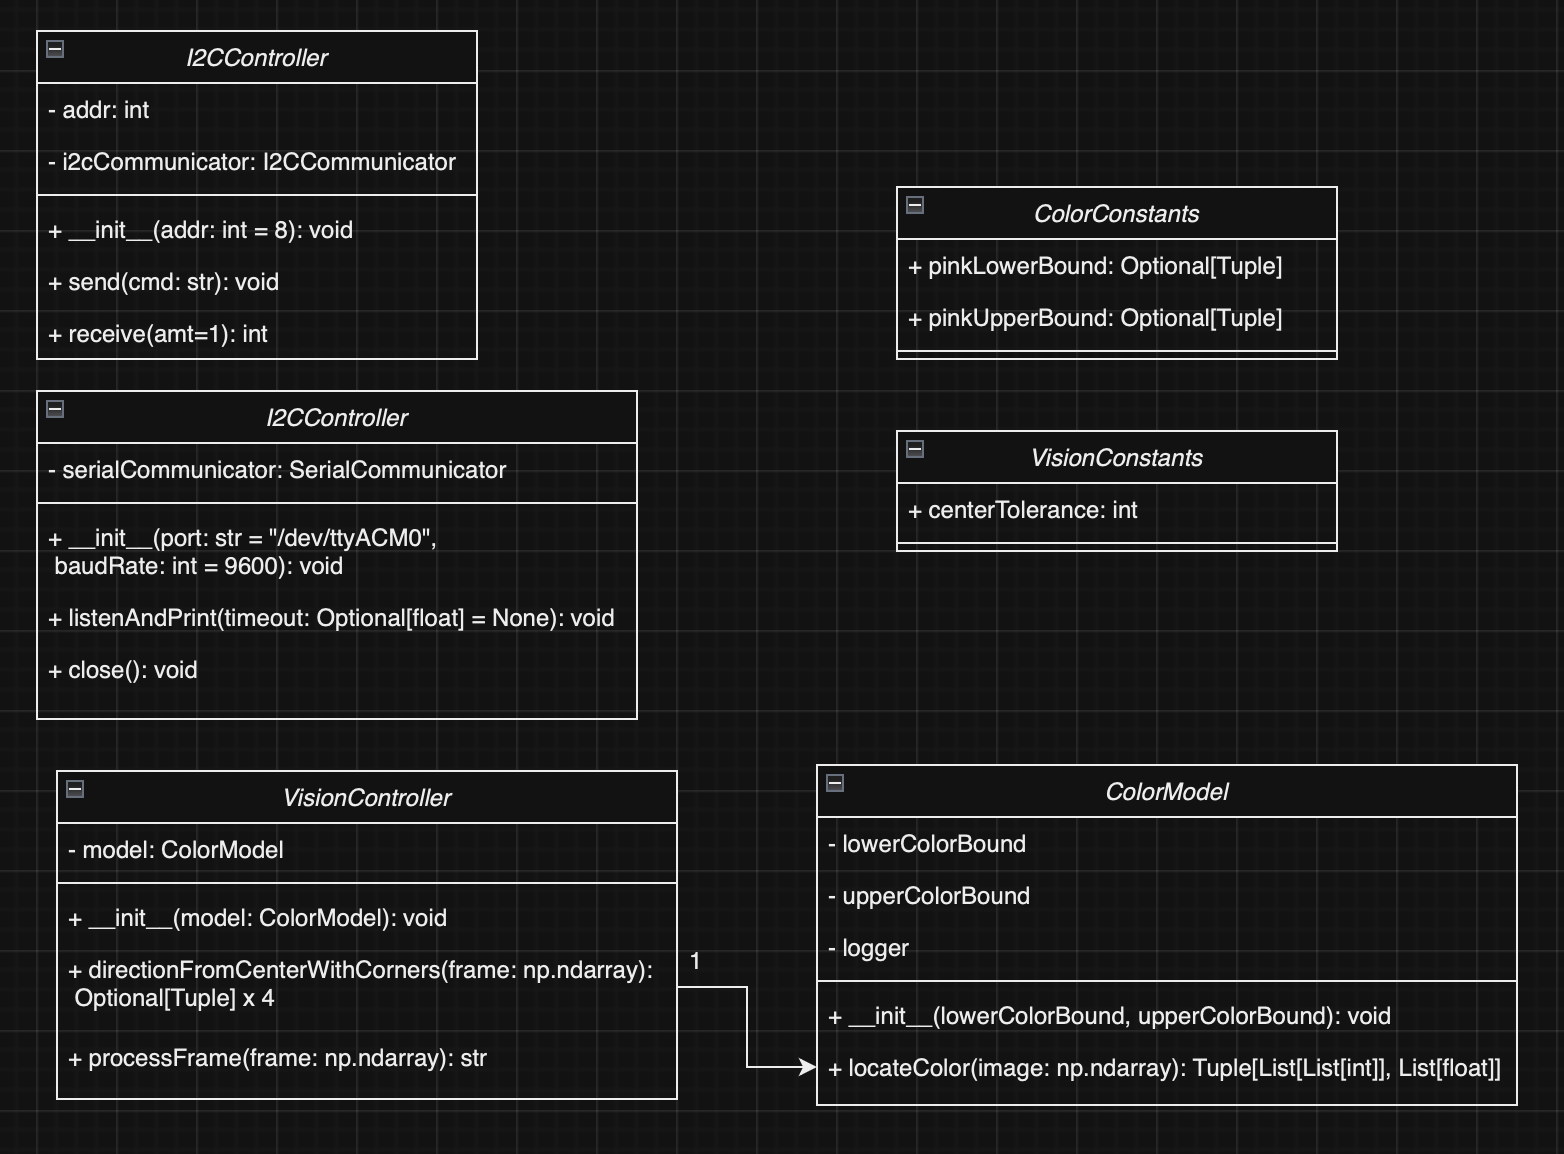 I2CController
- addr: int
- i2cCommunicator: I2CCommunicator
+ __init__(addr: int = 8): void
+ send(cmd: str): void
+ receive(amt=1): int
I2CController
- serialCommunicator: SerialCommunicator
+ __init__(port: str = "/dev/ttyACM0",
baudRate: int = 9600): void
+ listenAndPrint(timeout: Optional[float] = None): void
+ close(): void
ColorConstants
+ pinkLowerBound: Optional[Tuple]
+ pinkUpperBound: Optional[Tuple]
VisionConstants
+ centerTolerance: int
VisionController
- model: ColorModel
+ __init__(model: ColorModel): void
+ directionFromCenterWithCorners(frame: np.ndarray):
Optional[Tuple] x 4
+ processFrame(frame: np.ndarray): str
1
ColorModel
- lowerColorBound
- upperColorBound
- logger
+ __init__(lowerColorBound, upperColorBound): void
+ locateColor(image: np.ndarray): Tuple[List[List[int]], List[float]]